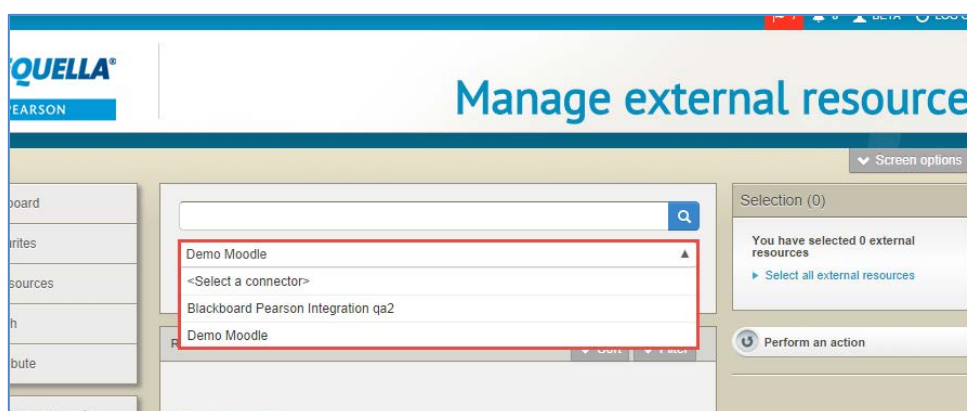 QUELLA®
EARSON
Manage external resource
Screen options
board
Selection (0)
rites
You have selected 0 external
resources
Demo Moodle
sources
<Select a connector>
Select all external resources
Blackboard Pearson Integration qa2
h
Demo Moodle
Perform an action
bute